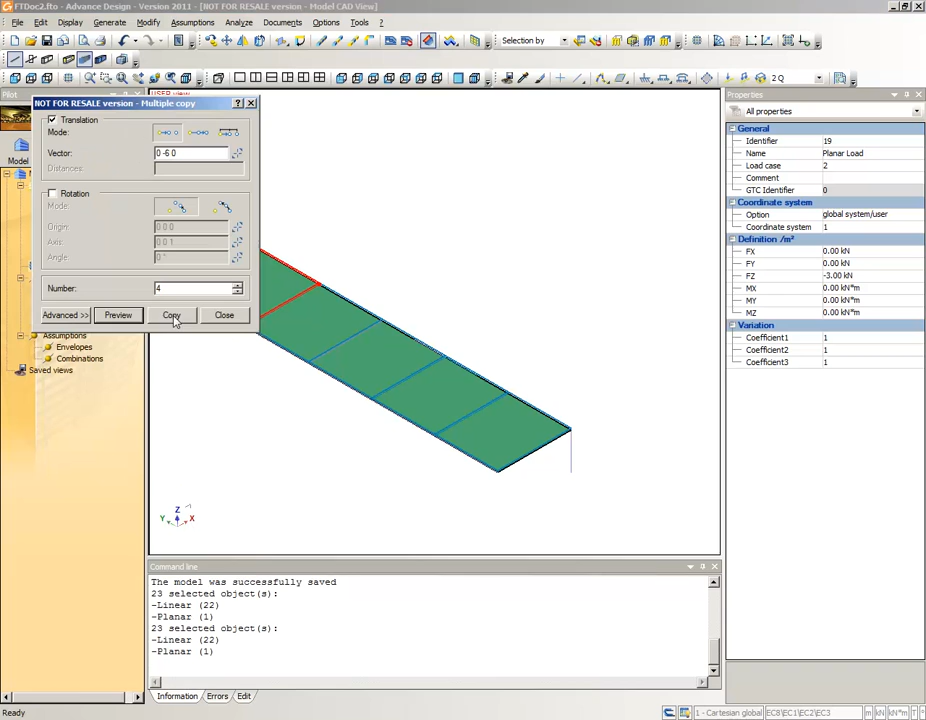 FTDoc2.fto - Advance Design - Version 2011 - [NOT FOR RESALE version - Model CAD View]
File Edit Display Generate Modify Assumptions Analyze Documents Options Tools ?
Selection by
2 Q
USER view
Pilot
Model
NOT FOR RESALE version - Multiple copy
Translation
Mode:
Vector: 0 -6 0
Distances:
Rotation
Mode:
Origin: 0 0 0
Axis: 0 0 1
Angle: 0 °
Number: 4
Advanced >> Preview Copy Close
Assumptions
Envelopes
Combinations
Saved views
Z
Y X
Properties
All properties
General
Identifier 19
Name Planar Load
Load case 2
Comment
GTC Identifier 0
Coordinate system
Option global system/user
Coordinate system 1
Definition /m²
FX 0.00 kN
FY 0.00 kN
FZ -3.00 kN
MX 0.00 kN*m
MY 0.00 kN*m
MZ 0.00 kN*m
Variation
Coefficient1 1
Coefficient2 1
Coefficient3 1
Command line
The model was successfully saved
23 selected object(s):
-Linear (22)
-Planar (1)
23 selected object(s):
-Linear (22)
-Planar (1)
Information Errors Edit
Ready
1 - Cartesian global EC8\EC1\EC2\EC3 m kN kN*m T °